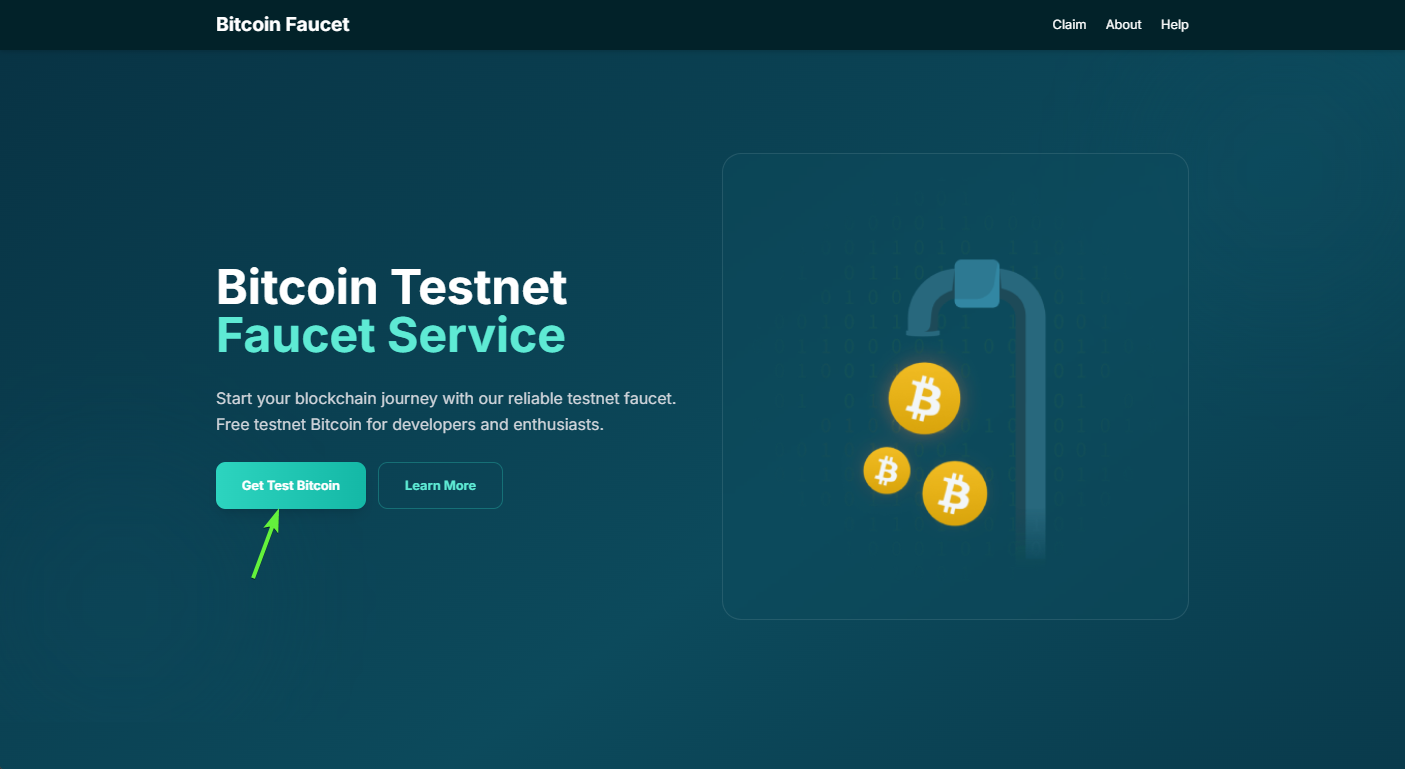 Bitcoin Faucet
Claim About Help
Bitcoin Testnet
Faucet Service
Start your blockchain journey with our reliable testnet faucet.
Free testnet Bitcoin for developers and enthusiasts.
Get Test Bitcoin
Learn More